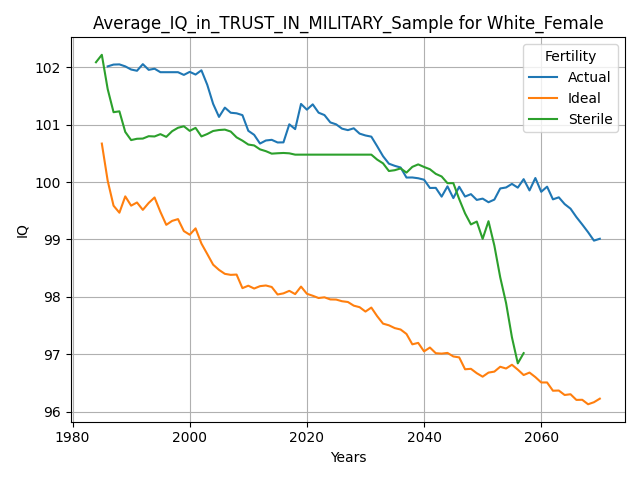 Average_IQ_in_TRUST_IN_MILITARY_Sample for White_Female
Fertility
Actual
Ideal
Sterile
IQ
102
101
100
99
98
97
96
1980
2000
2020
2040
2060
Years